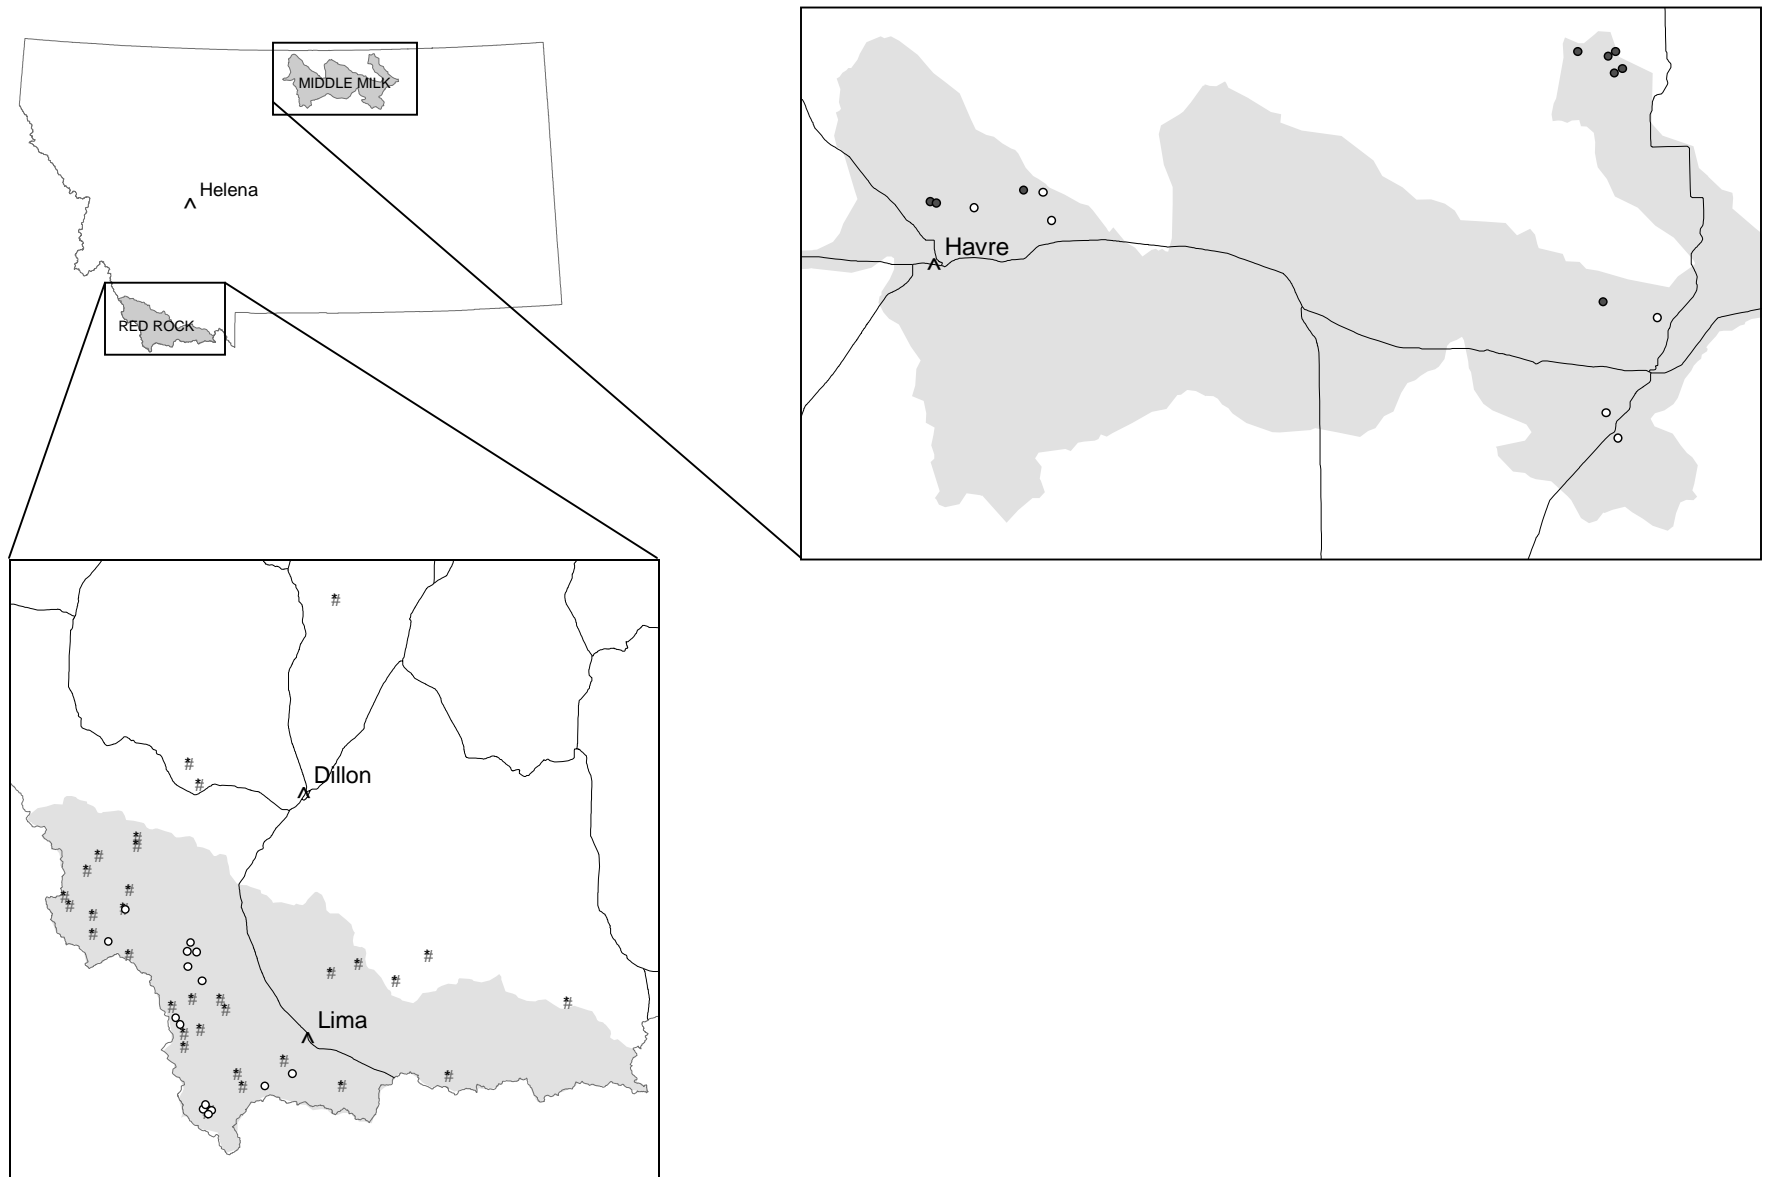 MIDDLE MILK
Helena
RED ROCK
Havre
Dillon
Lima